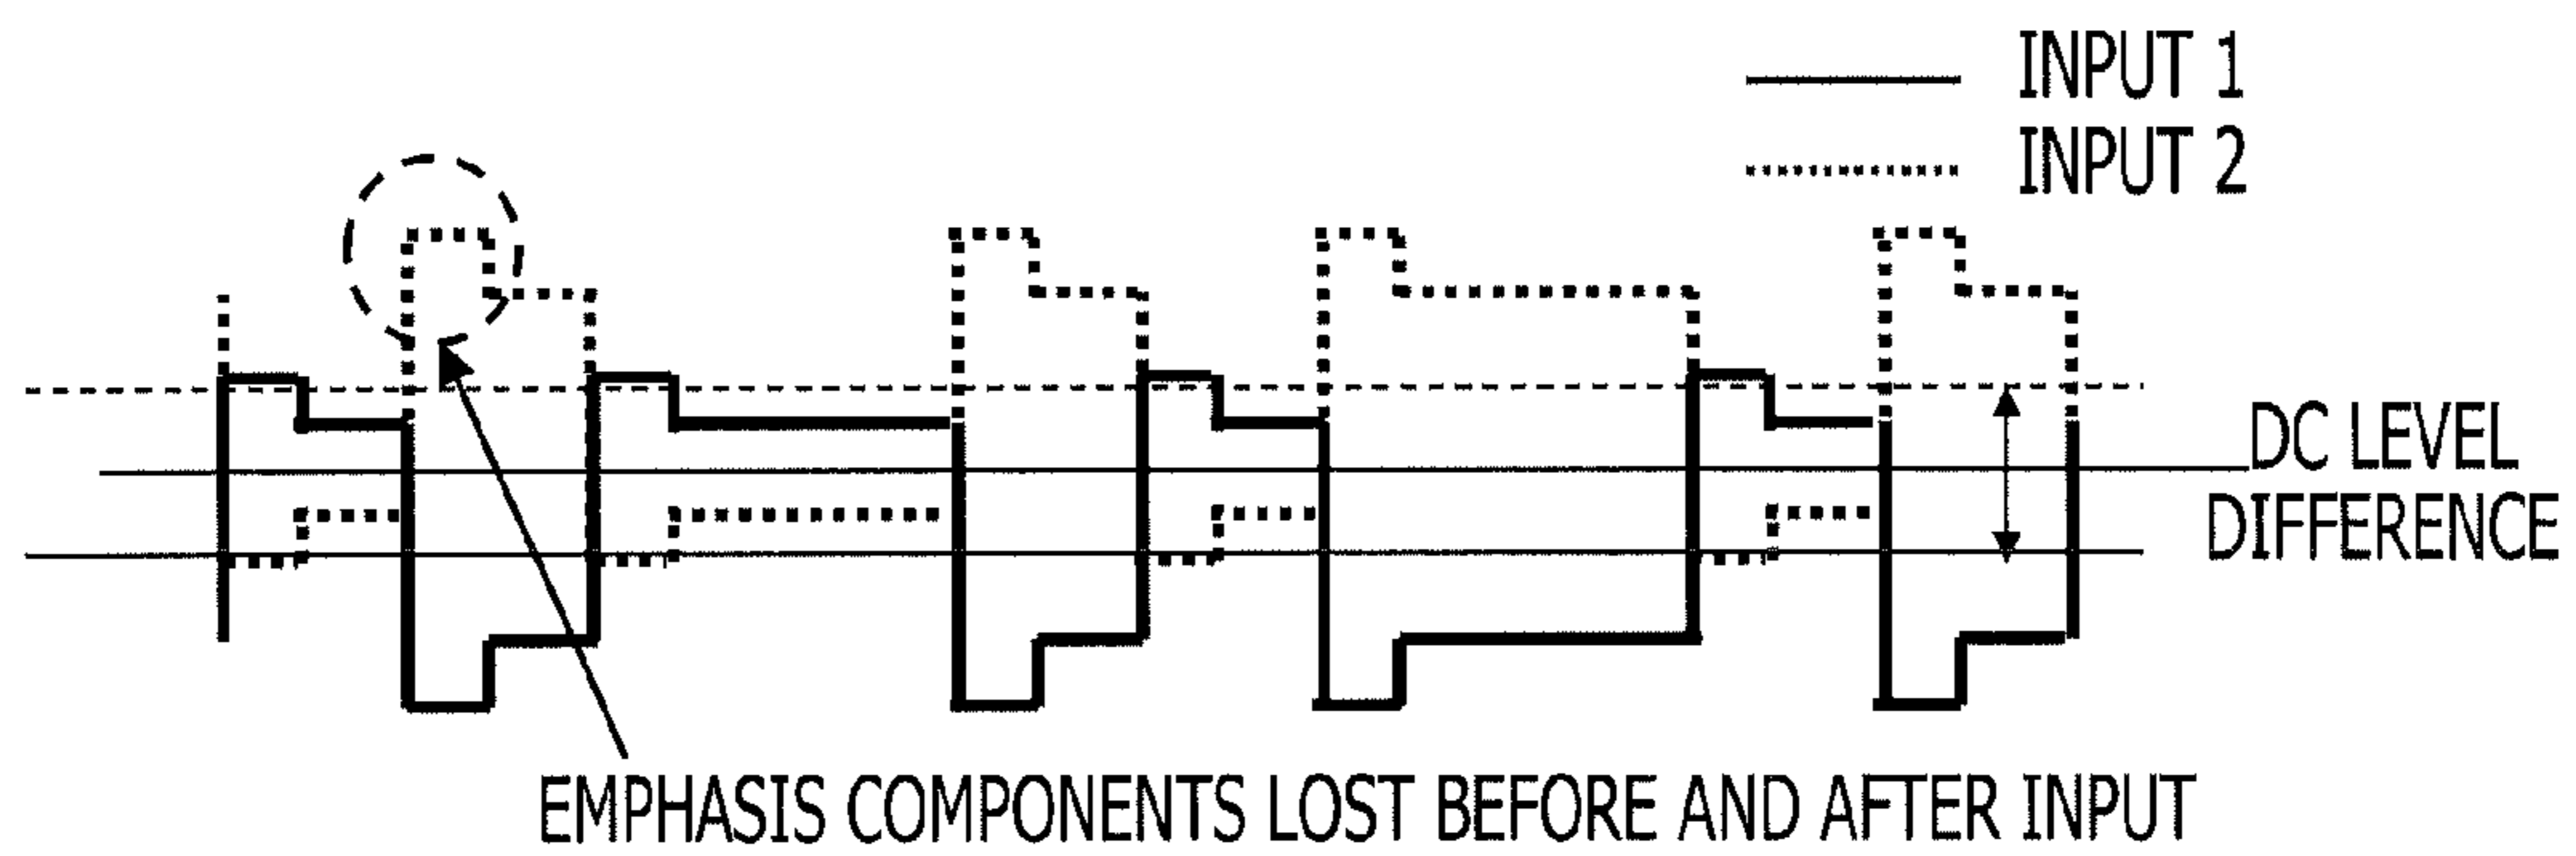 INPUT 1
INPUT 2
DC LEVEL
DIFFERENCE
EMPHASIS COMPONENTS LOST BEFORE AND AFTER INPUT